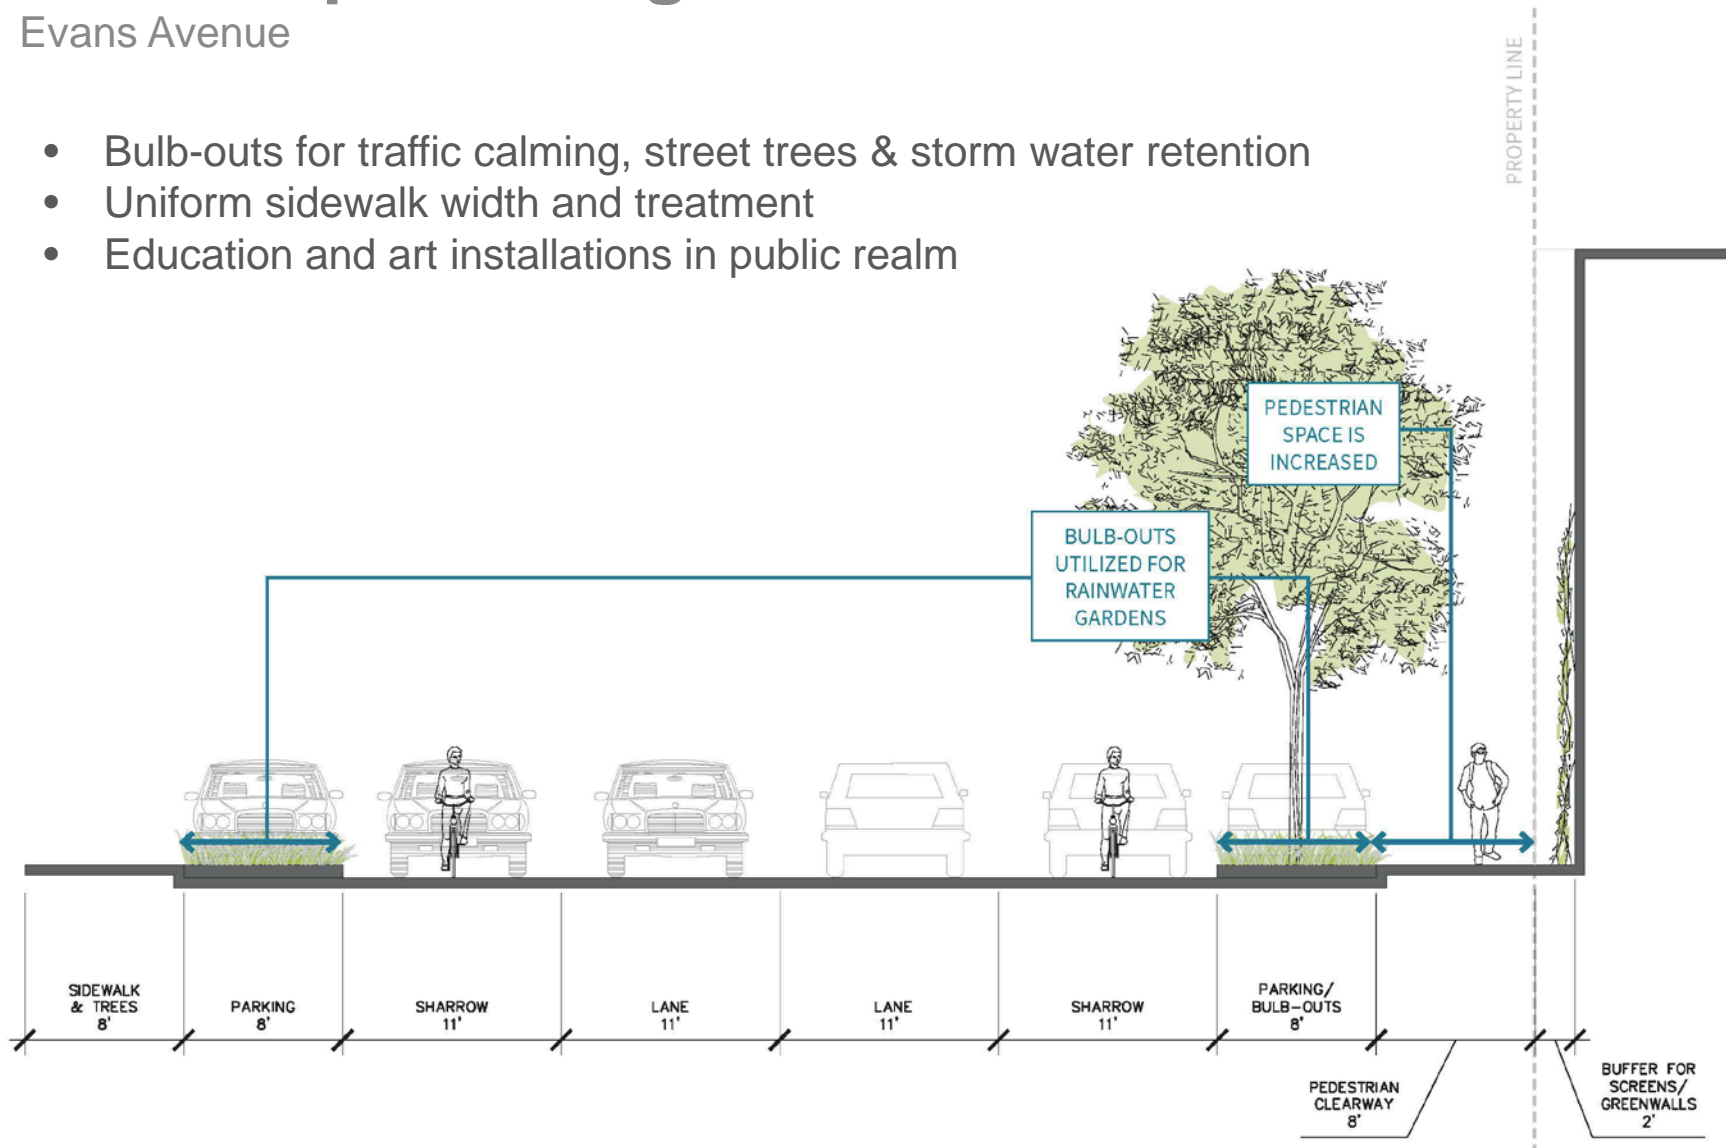 Evans Avenue
PROPERTY LINE
• Bulb-outs for traffic calming, street trees & storm water retention
• Uniform sidewalk width and treatment
• Education and art installations in public realm
PEDESTRIAN
SPACE IS
INCREASED
BULB-OUTS
UTILIZED FOR
RAINWATER
GARDENS
SIDEWALK
& TREES
8'
PARKING
8'
SHARROW
11'
LANE
11'
LANE
11'
SHARROW
11'
PARKING/
BULB-OUTS
8'
PEDESTRIAN
CLEARWAY
8'
BUFFER FOR
SCREENS/
GREENWALLS
2'